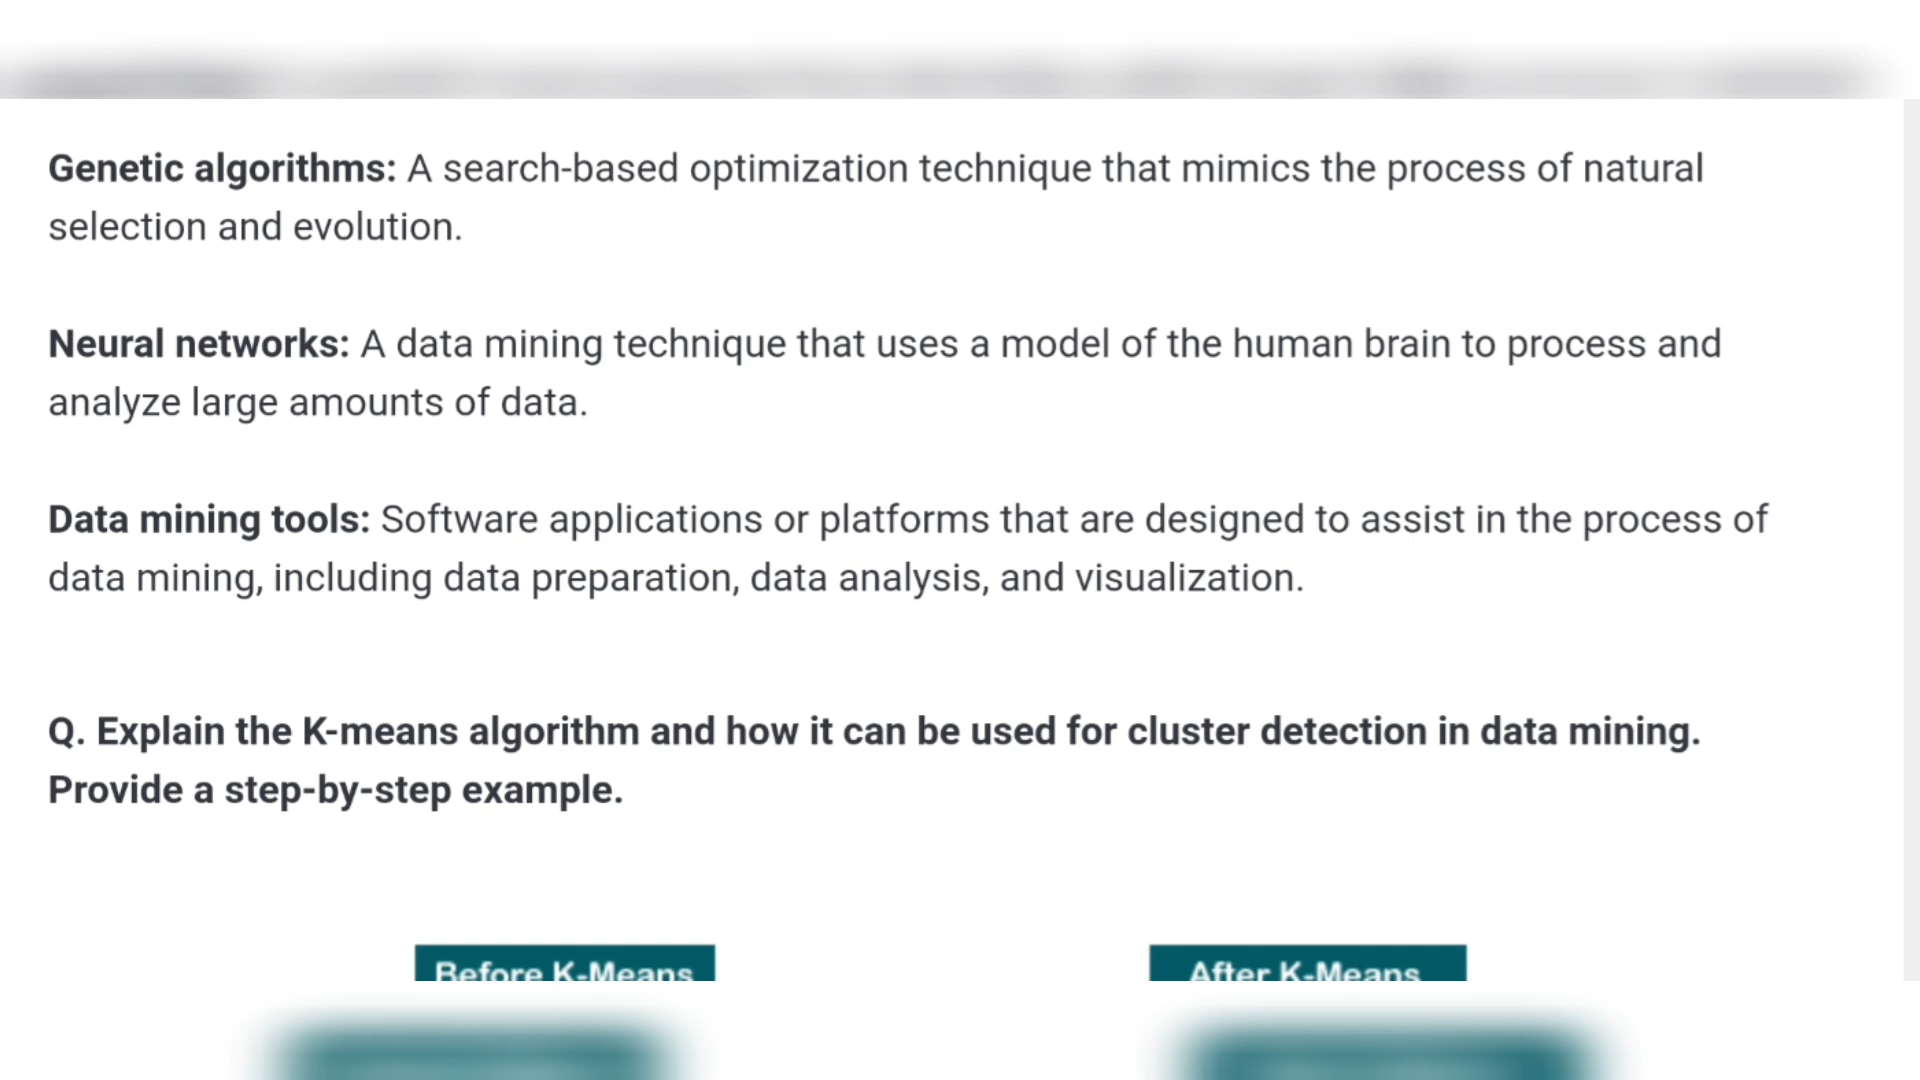 Genetic algorithms: A search-based optimization technique that mimics the process of natural
selection and evolution.
Neural networks: A data mining technique that uses a model of the human brain to process and
analyze large amounts of data.
Data mining tools: Software applications or platforms that are designed to assist in the process of
data mining, including data preparation, data analysis, and visualization.
Q. Explain the K-means algorithm and how it can be used for cluster detection in data mining.
Provide a step-by-step example.
Before K-Means
After K-Means